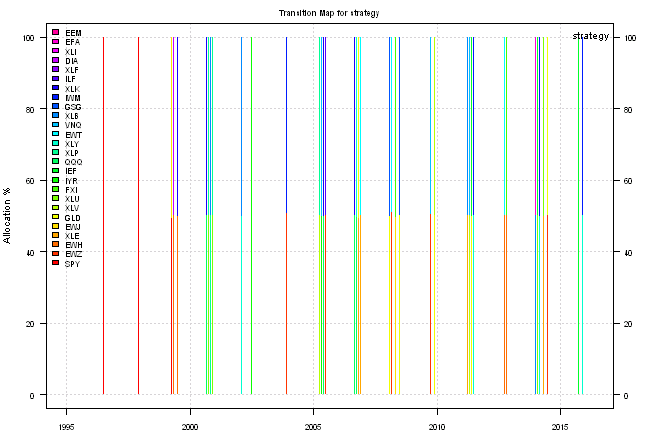 Transition Map for strategy
strategy
Allocation %
100
80
60
40
20
0
EEM
EFA
XLI
DIA
XLF
ILF
XLK
IWM
GSG
XLB
VNQ
EWT
XLY
XLP
QQQ
IEF
IYR
FXI
XLU
XLV
GLD
EWJ
XLE
EWH
EWZ
SPY
100
80
60
40
20
0
1995
2000
2005
2010
2015